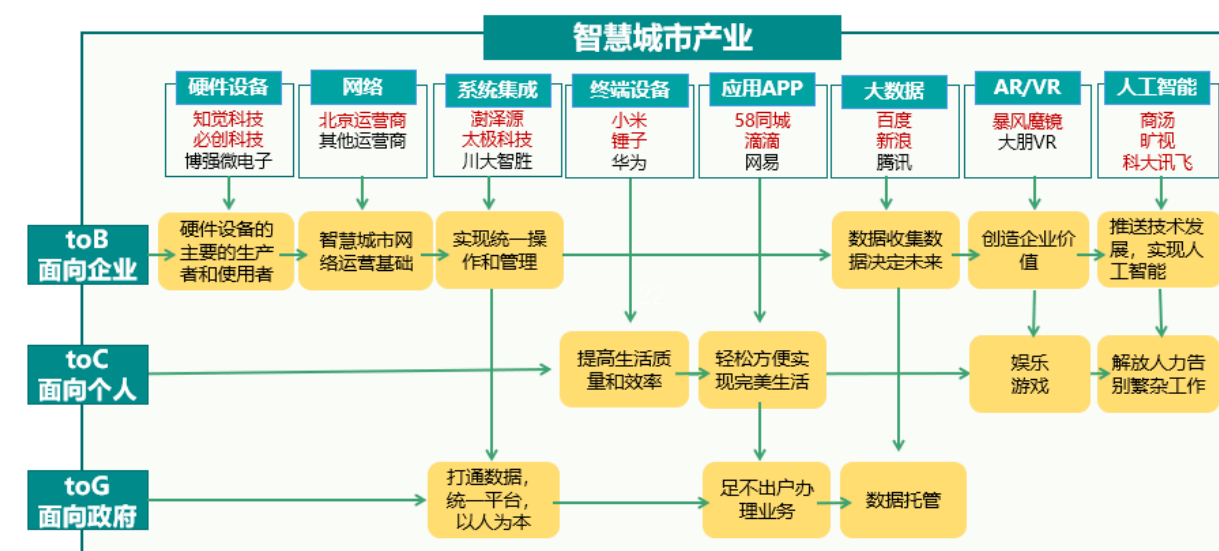 智慧城市产业
硬件设备
知觉科技
必创科技
博强微电子
网络
北京运营商
其他运营商
系统集成
澍泽源
太极科技
川大智胜
终端设备
小米
锤子
华为
应用APP
58同城
滴滴
网易
大数据
百度
新浪
腾讯
AR/VR
暴风魔镜
大朋VR
人工智能
商汤
旷视
科大讯飞
toB
面向企业
硬件设备的
主要的生产
者和使用者
智慧城市网
络运营基础
实现统一操
作和管理
数据收集数
据决定未来
创造企业价
值
推送技术发
展，实现人
工智能
toC
面向个人
提高生活质
量和效率
轻松方便实
现完美生活
娱乐
游戏
解放人力告
别繁杂工作
toG
面向政府
打通数据，
统一平台，
以人为本
足不出户办
理业务
数据托管